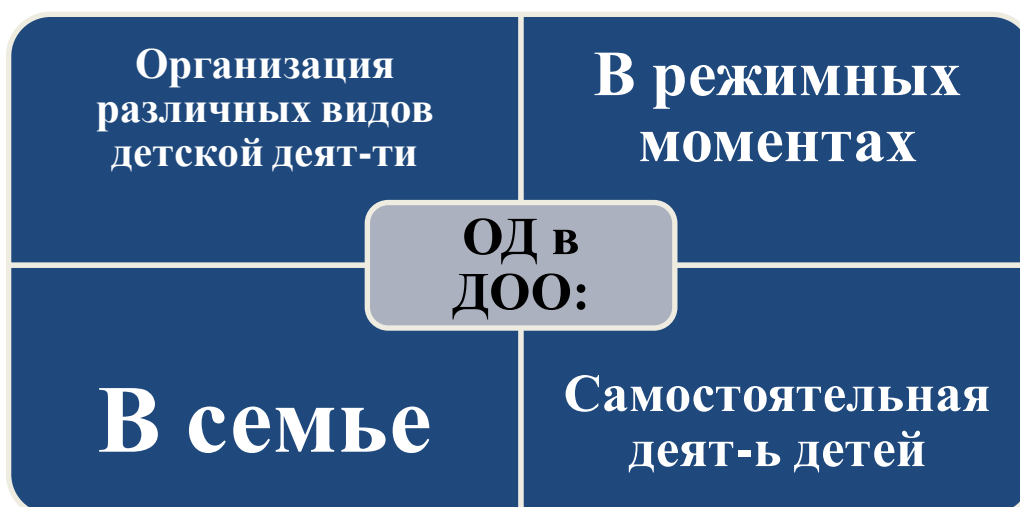 Организация
различных видов
детской деят-ти
В режимных
моментах
ОД в
ДОО:
В семье
Самостоятельная
деят-ь детей